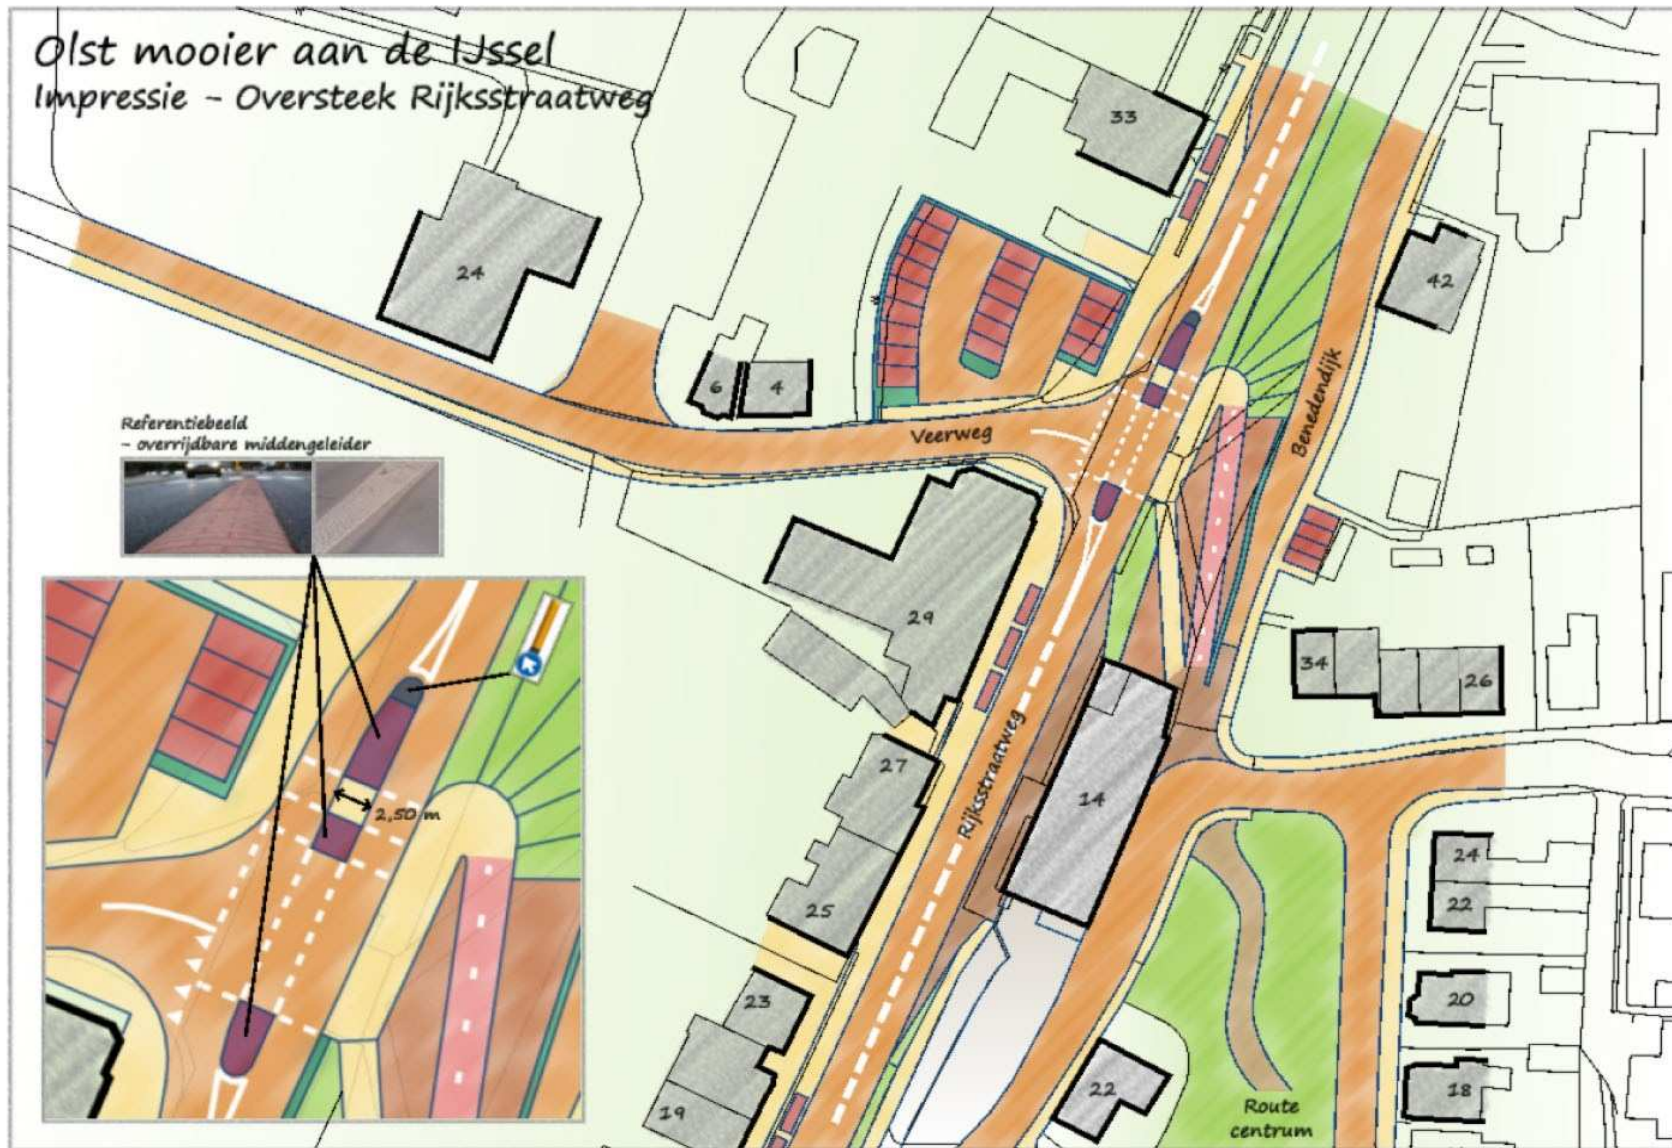 Olst mooier aan de IJssel
Impressie - Oversteek Rijksstraatweg
33
24
42
6
4
Veerweg
Benedendijk
Referentiebeeld
- overrijdbare middengeleider
29
34
26
27
Rijksstraatweg
14
2,50 m
24
22
25
20
23
22
18
19
Route
centrum